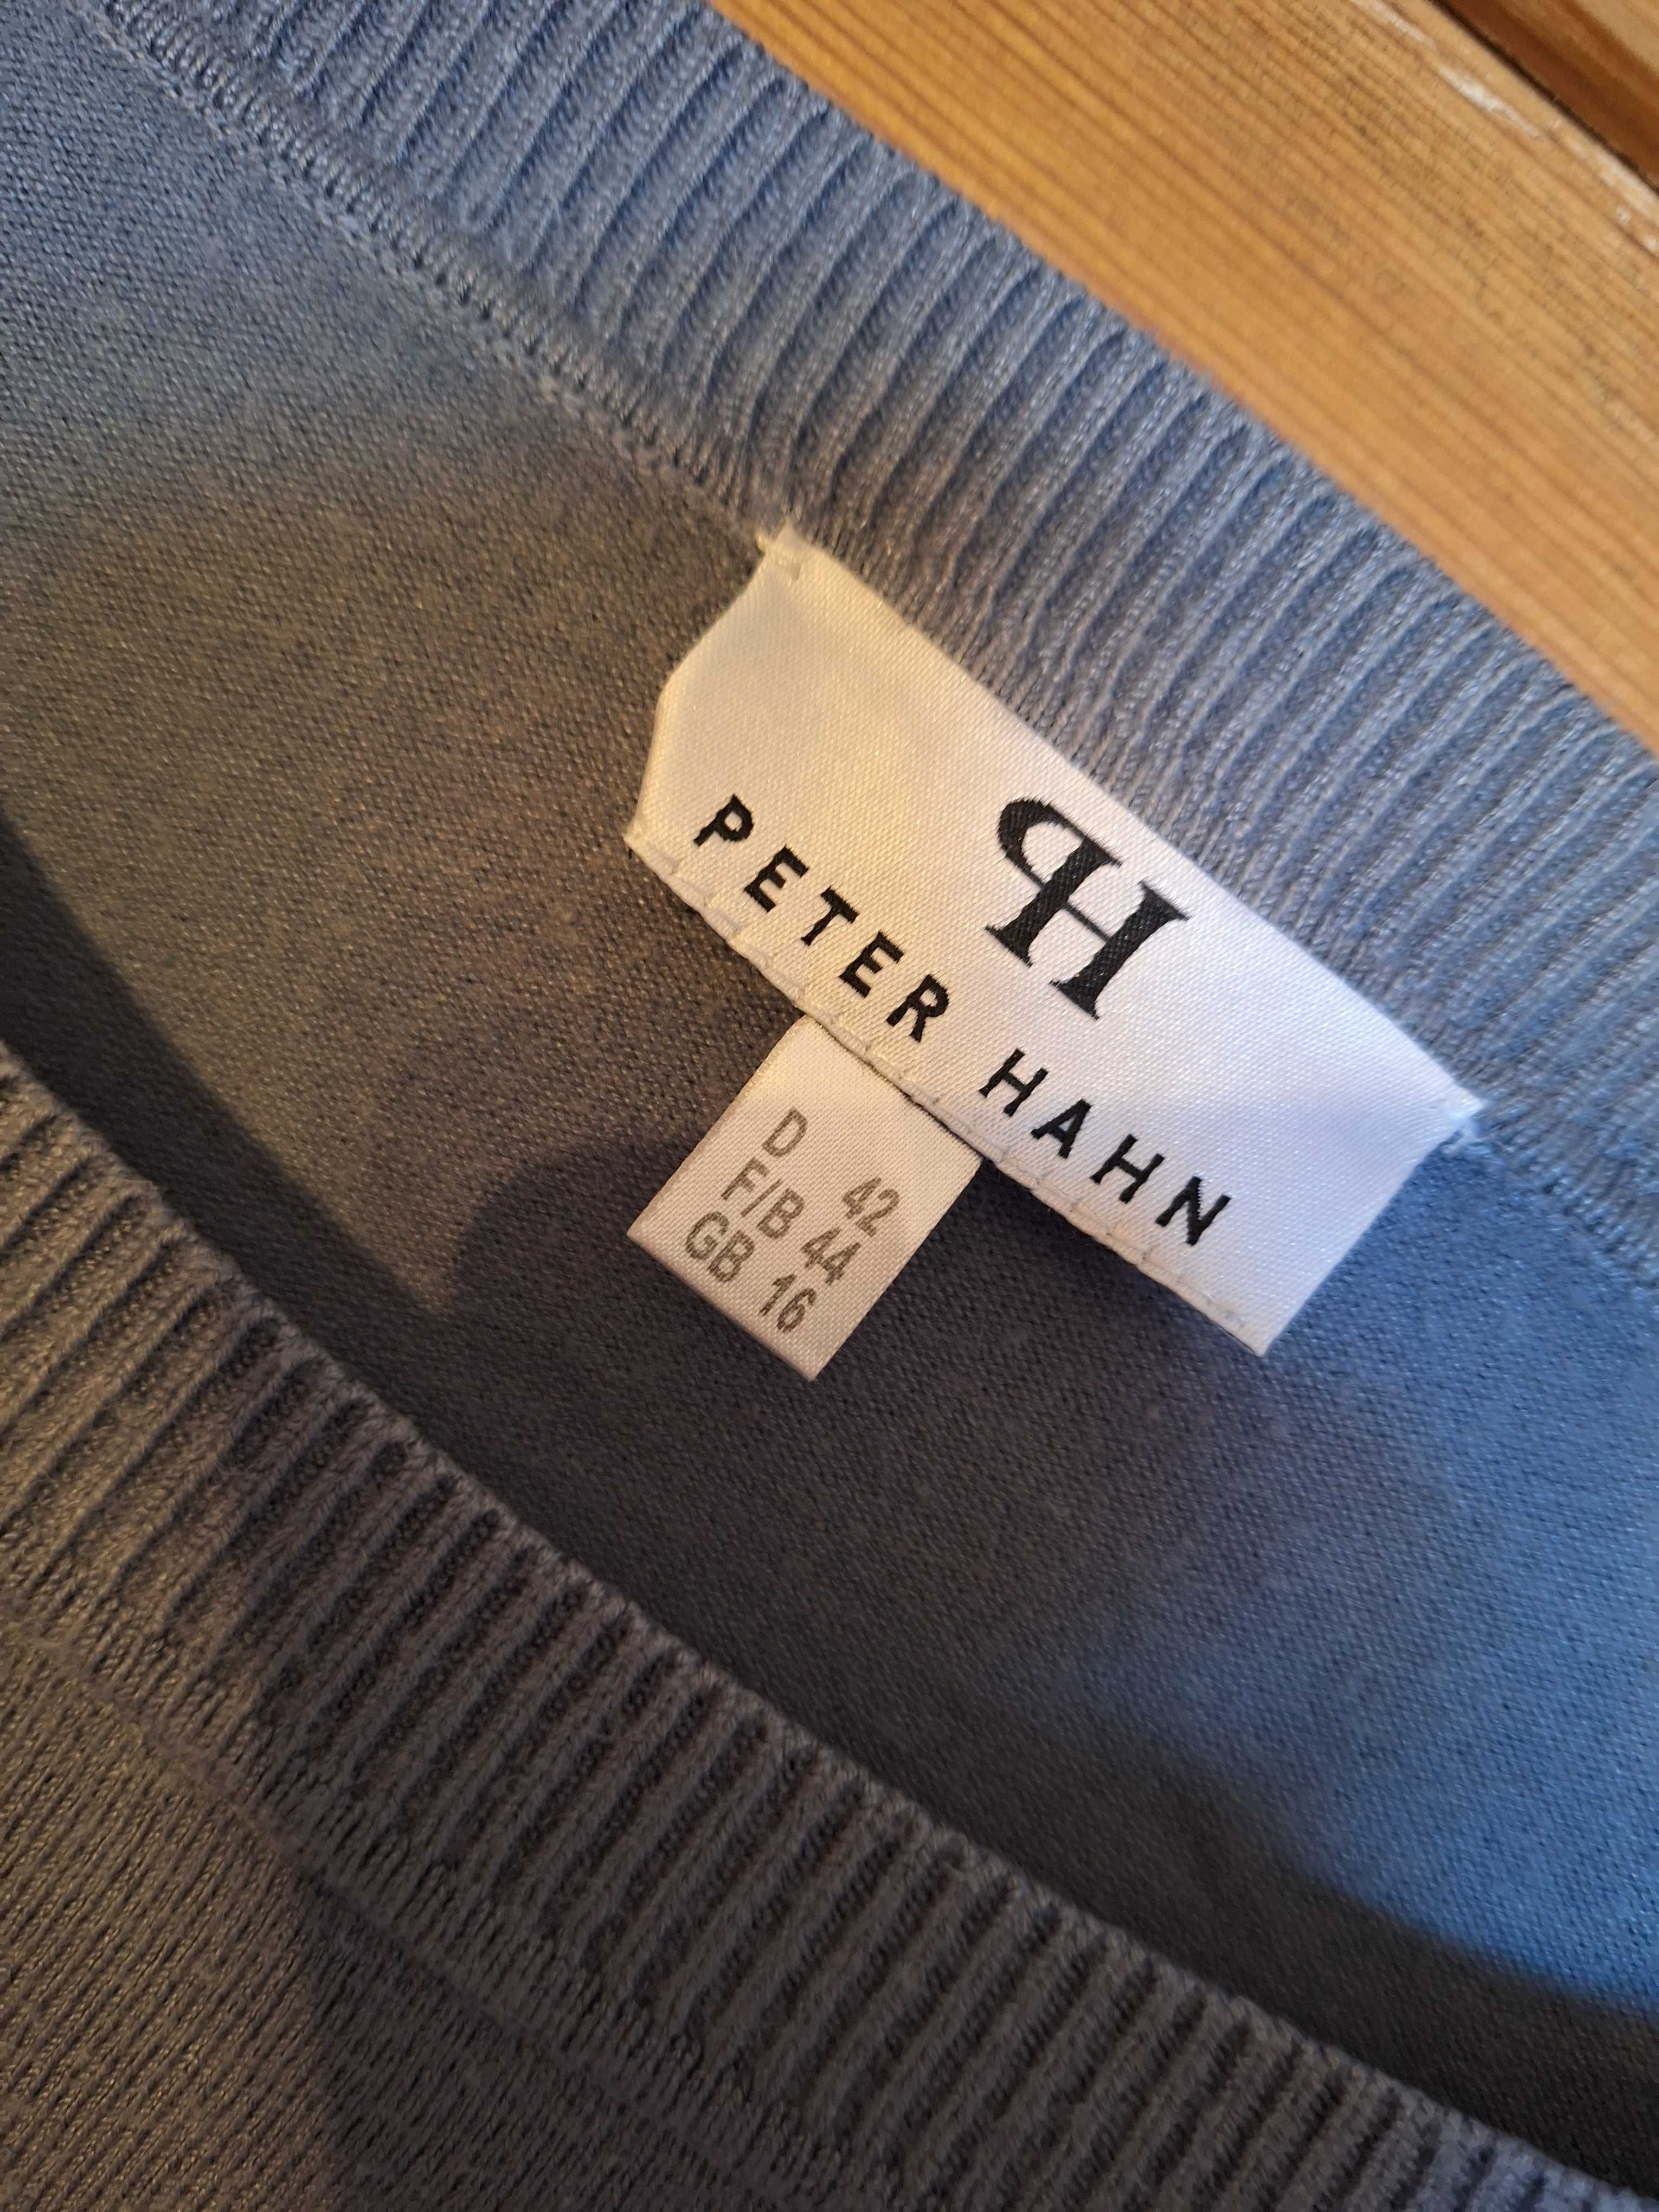 PH
PETER HAHN
D 42
F/B 44
GB 16